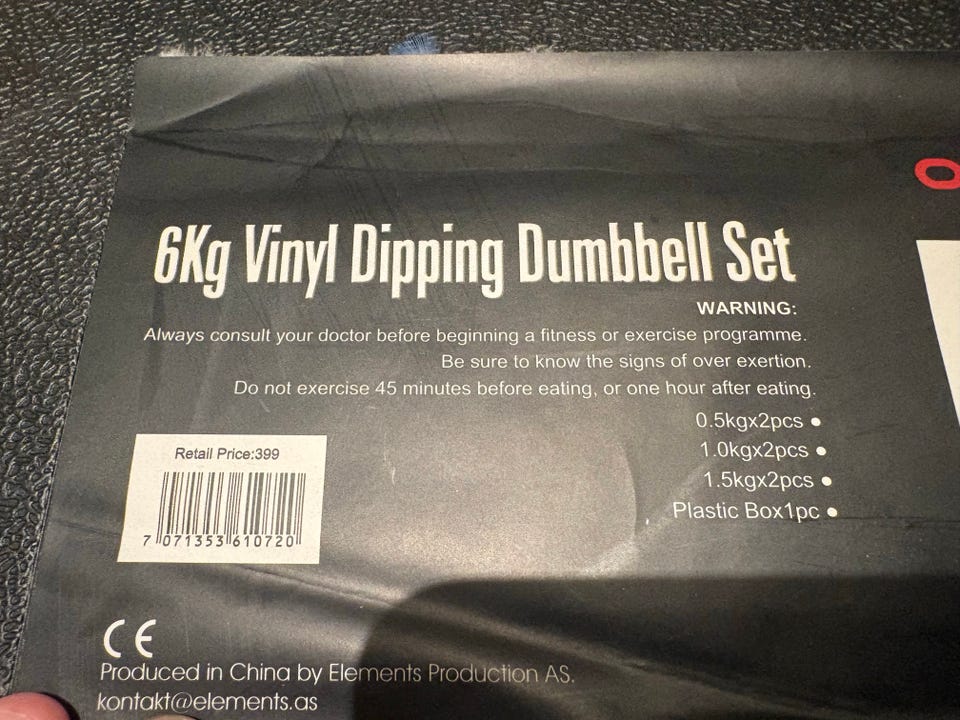 6Kg Vinyl Dipping Dumbbell Set
WARNING:
Always consult your doctor before beginning a fitness or exercise programme.
Be sure to know the signs of over exertion.
Do not exercise 45 minutes before eating, or one hour after eating.
0.5kgx2pcs •
1.0kgx2pcs •
1.5kgx2pcs •
Plastic Box1pc •
Retail Price:399
7 071353 610720
CE
Produced in China by Elements Production AS.
kontakt@elements.as